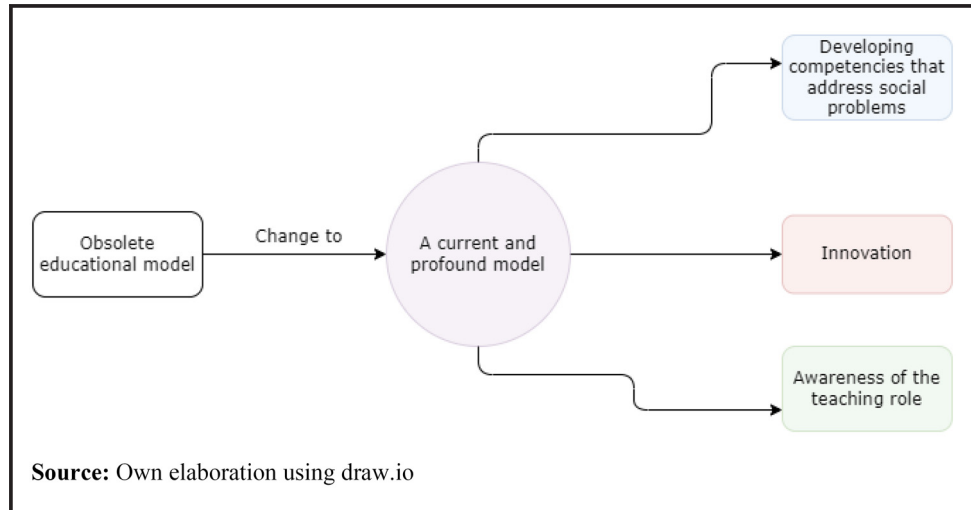 Obsolete
educational model
Change to
A current and
profound model
Developing
competencies that
address social
problems
Innovation
Awareness of the
teaching role
Source: Own elaboration using draw.io